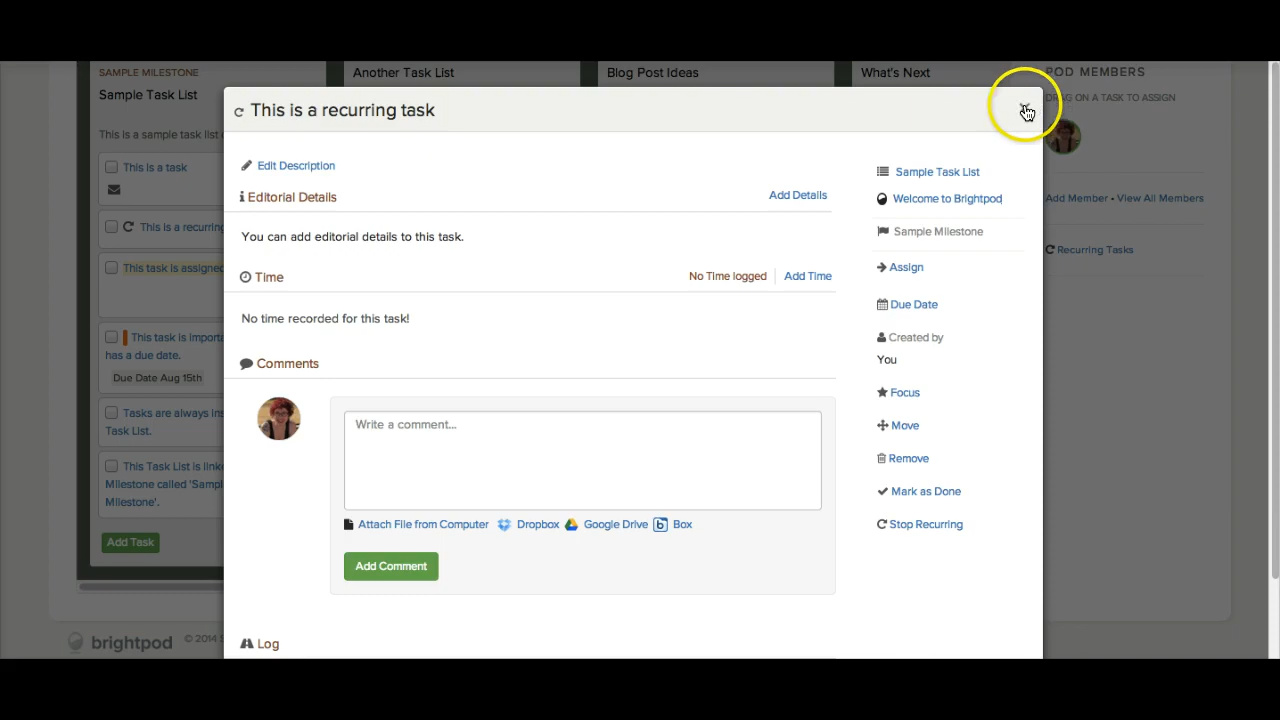 SAMPLE MILESTONE
Sample Task List
This is a sample task list
This is a task
This is a recurring
This task is assigned
This task is
has a due date.
Due Date Aug 15th
Tasks are always
Task List.
This Task List is
Milestone called
Milestone'.
Add Task
Another Task List
Blog Post Ideas
What's Next
POD MEMBERS
DRAG ON A TASK TO ASSIGN
Add Member • View All Members
Recurring Tasks
This is a recurring task
Edit Description
Editorial Details
Add Details
You can add editorial details to this task.
Time
No Time logged
Add Time
No time recorded for this task!
Comments
Write a comment...
Attach File from Computer
Dropbox
Google Drive
Box
Add Comment
Log
Sample Task List
Welcome to Brightpod
Sample Milestone
Assign
Due Date
Created by
You
Focus
Move
Remove
Mark as Done
Stop Recurring
brightpod
© 2014